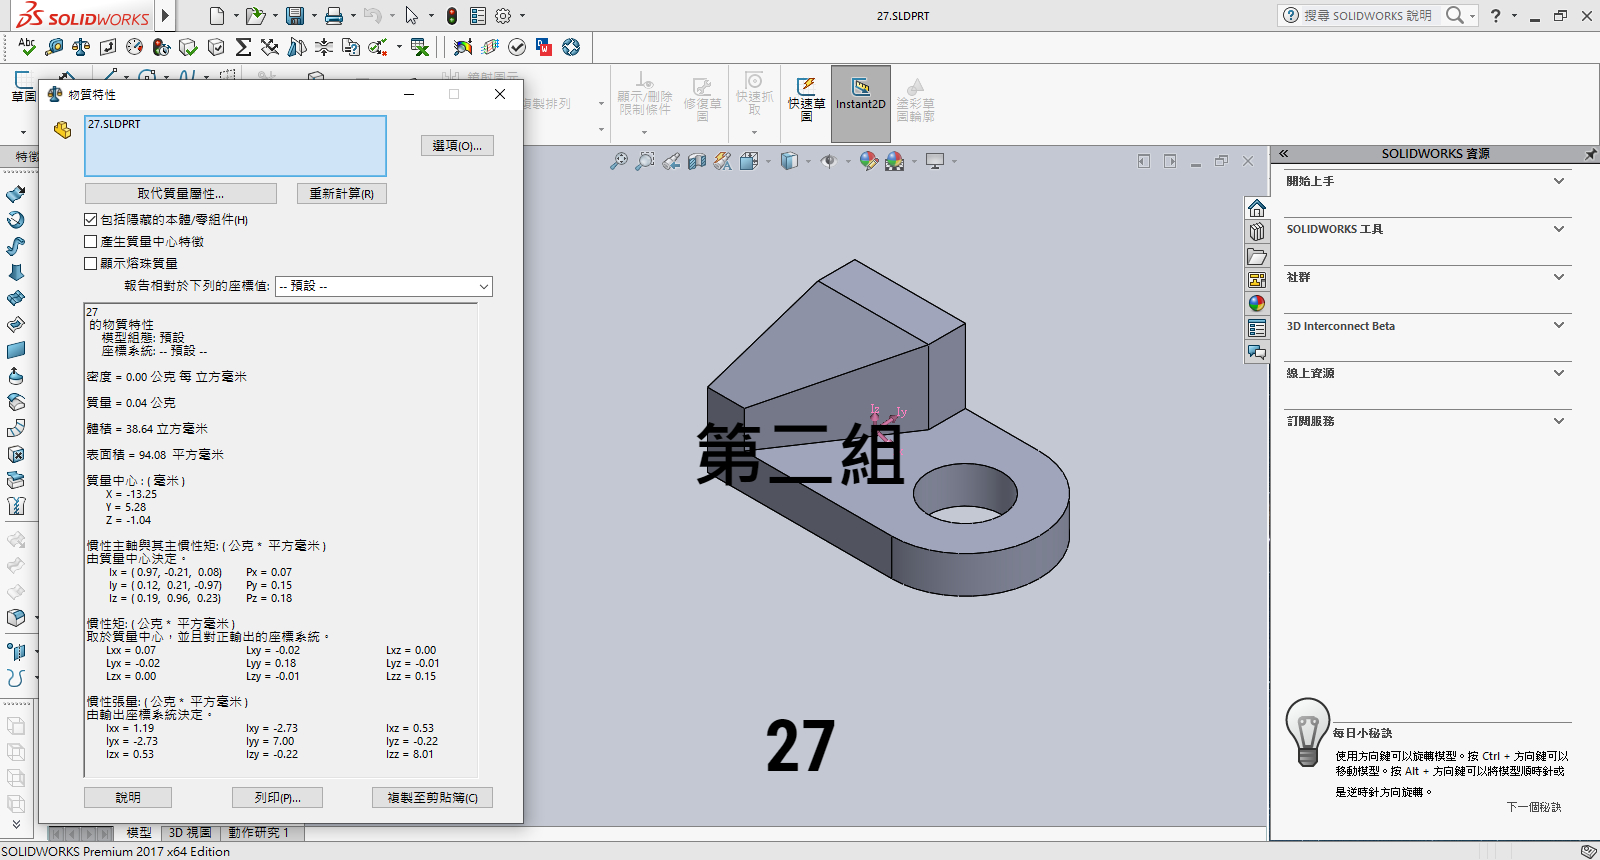 SOLIDWORKS
27.SLDPRT
搜尋 SOLIDWORKS 說明
Abc
草圖
鏡射圖元
複製排列
顯示/刪除限制條件
修復草圖
快速抓取
快速草圖
Instant2D
塗彩草圖輪廓
特徵
物質特性
27.SLDPRT
選項(O)...
取代質量屬性...
重新計算(R)
包括隱藏的本體/零組件(H)
產生質量中心特徵
顯示熔珠質量
報告相對於下列的座標值: -- 預設 --
27
的物質特性
模型組態: 預設
座標系統: -- 預設 --
密度 = 0.00 公克 每 立方毫米
質量 = 0.04 公克
體積 = 38.64 立方毫米
表面積 = 94.08 平方毫米
質量中心 : ( 毫米 )
X = -13.25
Y = 5.28
Z = -1.04
慣性主軸與其主慣性矩: ( 公克 * 平方毫米 )
由質量中心決定。
Ix = ( 0.97, -0.21, 0.08) Px = 0.07
Iy = ( 0.12, 0.21, -0.97) Py = 0.15
Iz = ( 0.19, 0.96, 0.23) Pz = 0.18
慣性矩: ( 公克 * 平方毫米 )
取於質量中心，並且對正輸出的座標系統。
Lxx = 0.07 Lxy = -0.02 Lxz = 0.00
Lyx = -0.02 Lyy = 0.18 Lyz = -0.01
Lzx = 0.00 Lzy = -0.01 Lzz = 0.15
慣性張量: ( 公克 * 平方毫米 )
由輸出座標系統決定。
Ixx = 1.19 Ixy = -2.73 Ixz = 0.53
Iyx = -2.73 Iyy = 7.00 Iyz = -0.22
Izx = 0.53 Izy = -0.22 Izz = 8.01
說明
列印(P)...
複製至剪貼簿(C)
Iz
Iy
第二組
27
SOLIDWORKS 資源
開始上手
SOLIDWORKS 工具
社群
3D Interconnect Beta
線上資源
訂閱服務
每日小秘訣
使用方向鍵可以旋轉模型。按 Ctrl + 方向鍵可以
移動模型。按 Alt + 方向鍵可以將模型順時針或
是逆時針方向旋轉。
下一個秘訣
模型
3D 視圖
動作研究 1
SOLIDWORKS Premium 2017 x64 Edition